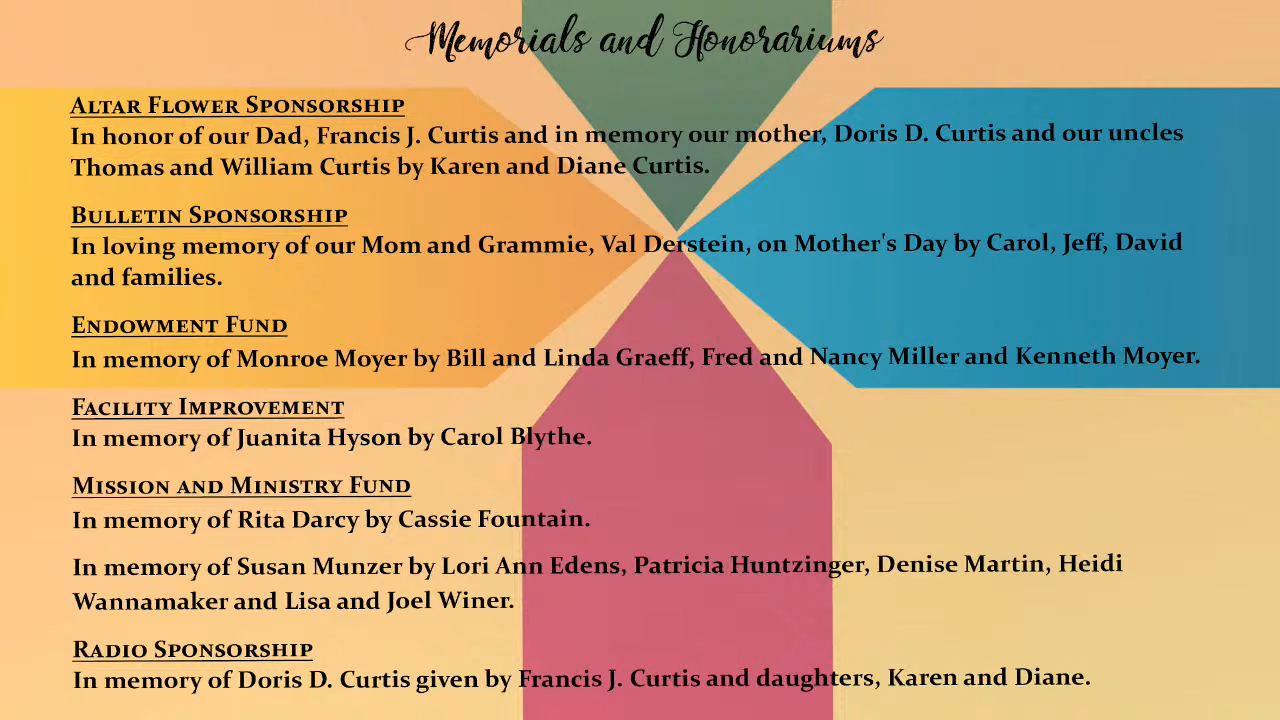 Memorials and Honorariums
ALTAR FLOWER SPONSORSHIP
In honor of our Dad, Francis J. Curtis and in memory our mother, Doris D. Curtis and our uncles
Thomas and William Curtis by Karen and Diane Curtis.
BULLETIN SPONSORSHIP
In loving memory of our Mom and Grammie, Val Derstein, on Mother's Day by Carol, Jeff, David
and families.
ENDOWMENT FUND
In memory of Monroe Moyer by Bill and Linda Graeff, Fred and Nancy Miller and Kenneth Moyer.
FACILITY IMPROVEMENT
In memory of Juanita Hyson by Carol Blythe.
MISSION AND MINISTRY FUND
In memory of Rita Darcy by Cassie Fountain.
In memory of Susan Munzer by Lori Ann Edens, Patricia Huntzinger, Denise Martin, Heidi
Wannamaker and Lisa and Joel Winer.
RADIO SPONSORSHIP
In memory of Doris D. Curtis given by Francis J. Curtis and daughters, Karen and Diane.